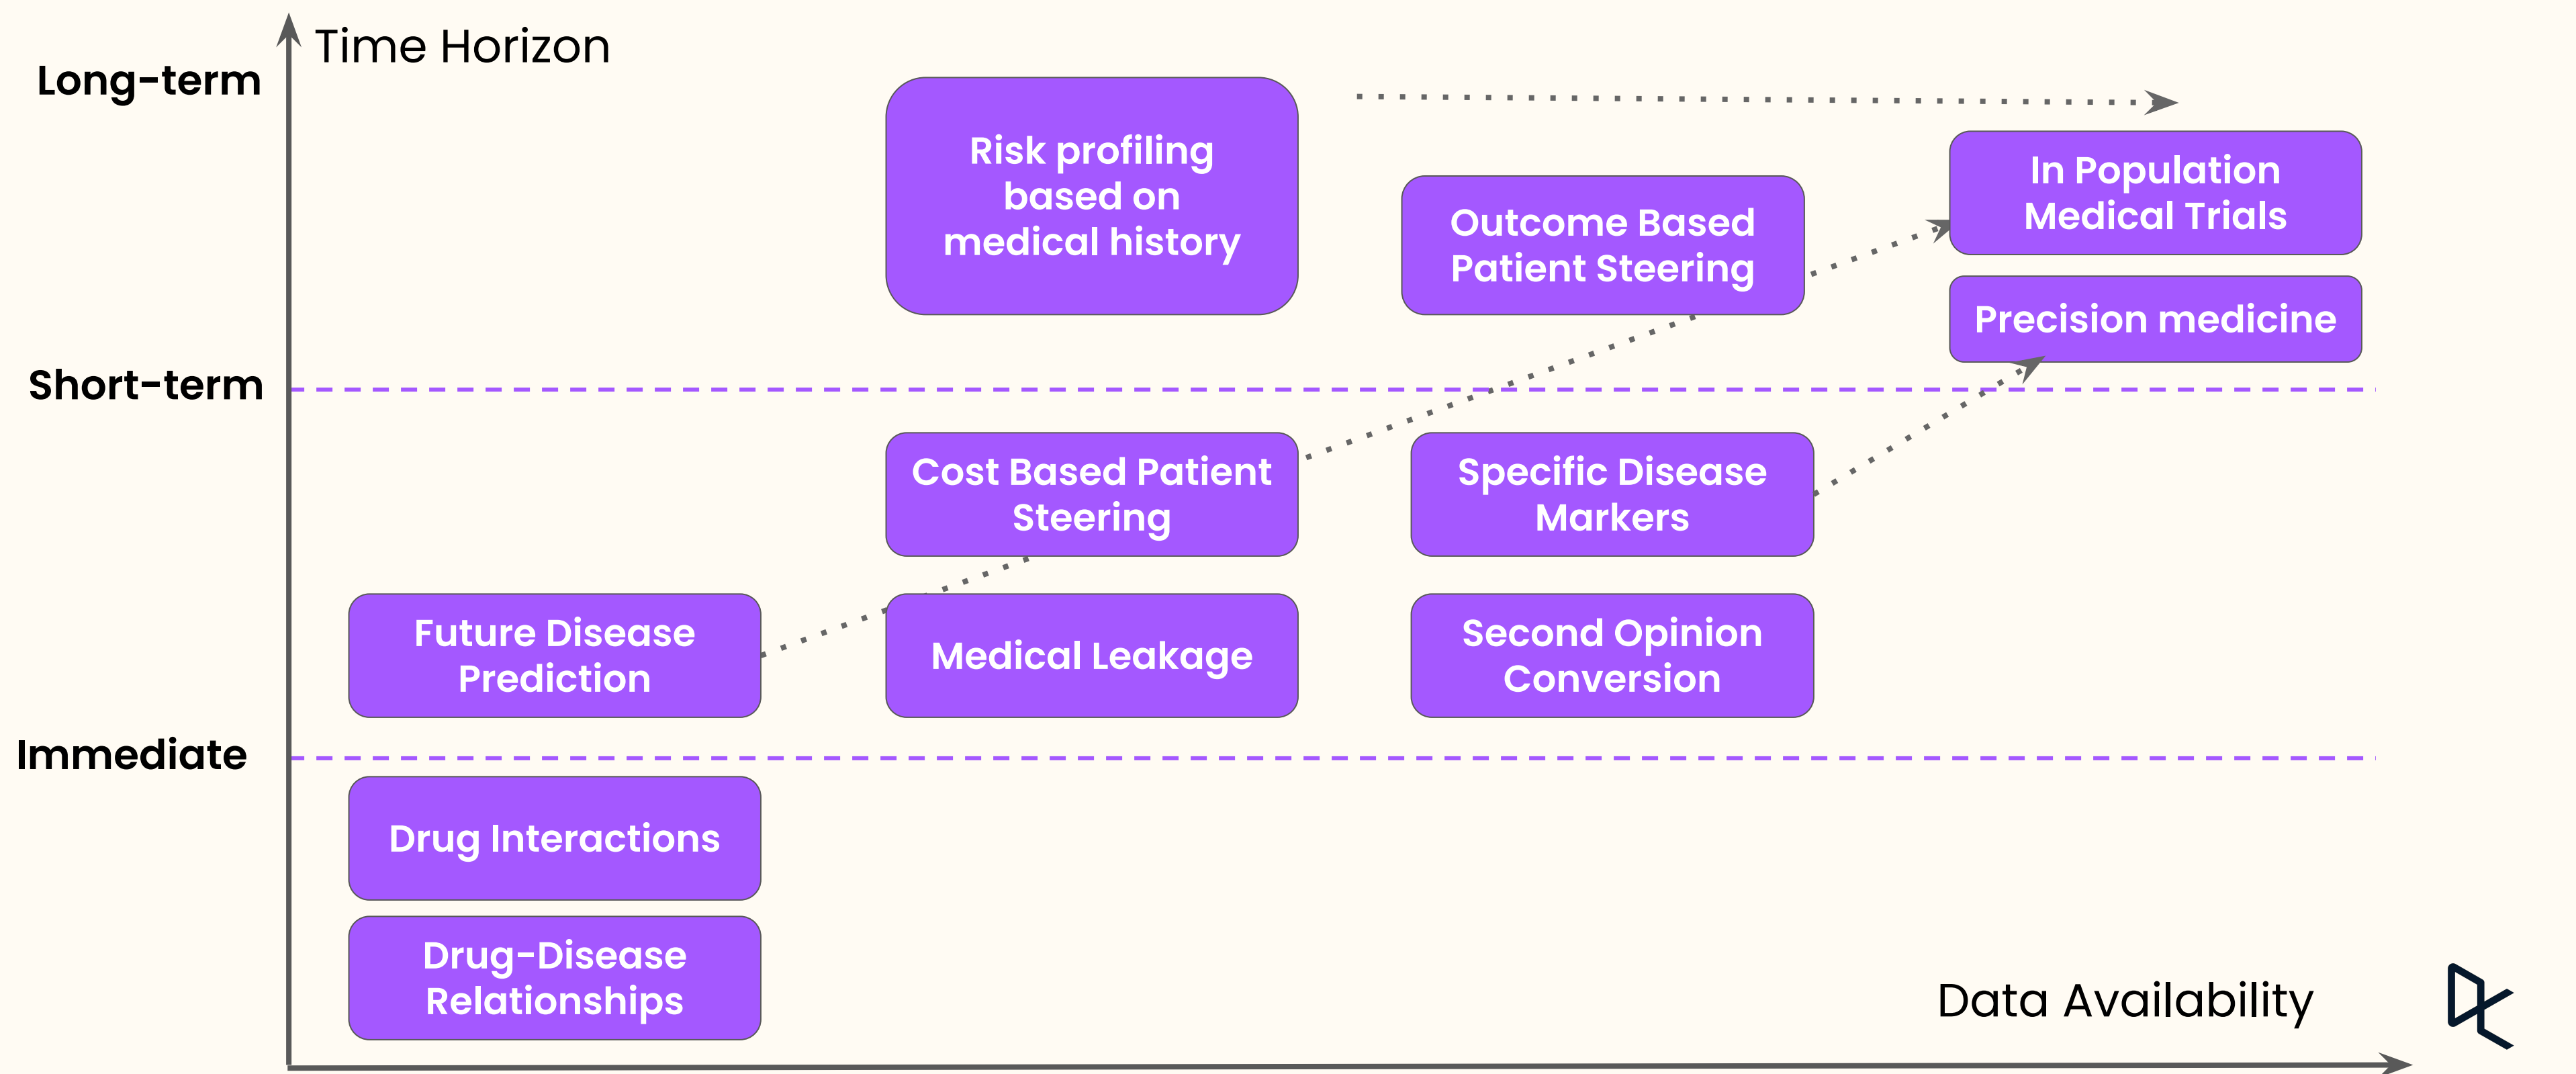 Time Horizon
Long-term
Risk profiling
based on
medical history
Outcome Based
Patient Steering
In Population
Medical Trials
Precision medicine
Short-term
Cost Based Patient
Steering
Specific Disease
Markers
Future Disease
Prediction
Medical Leakage
Second Opinion
Conversion
Immediate
Drug Interactions
Drug-Disease
Relationships
Data Availability